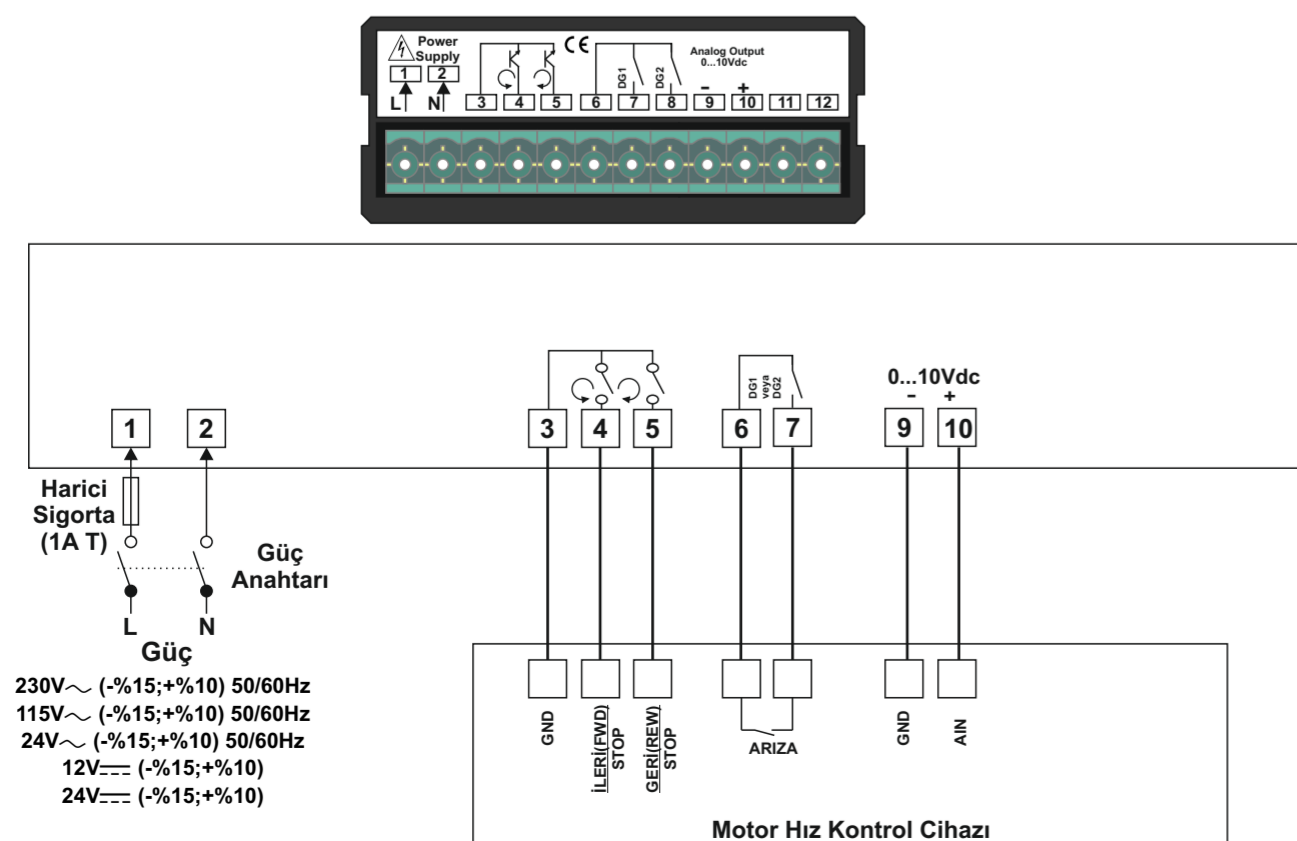 Power
Supply
CE
Analog Output
0...10Vdc
1 2
DG1 DG2
- +
L N 3 4 5 6 7 8 9 10 11 12
DG1
veya
DG2
0...10Vdc
- +
1 2 3 4 5 6 7 9 10
Harici
Sigorta
(1A T)
Güç
Anahtarı
L N
Güç
230V～ (-%15;+%10) 50/60Hz
115V～ (-%15;+%10) 50/60Hz
24V～ (-%15;+%10) 50/60Hz
12V⎓ (-%15;+%10)
24V⎓ (-%15;+%10)
GND
İLERİ(FWD)
STOP
GERİ(REW)
STOP
ARIZA
GND
AIN
Motor Hız Kontrol Cihazı